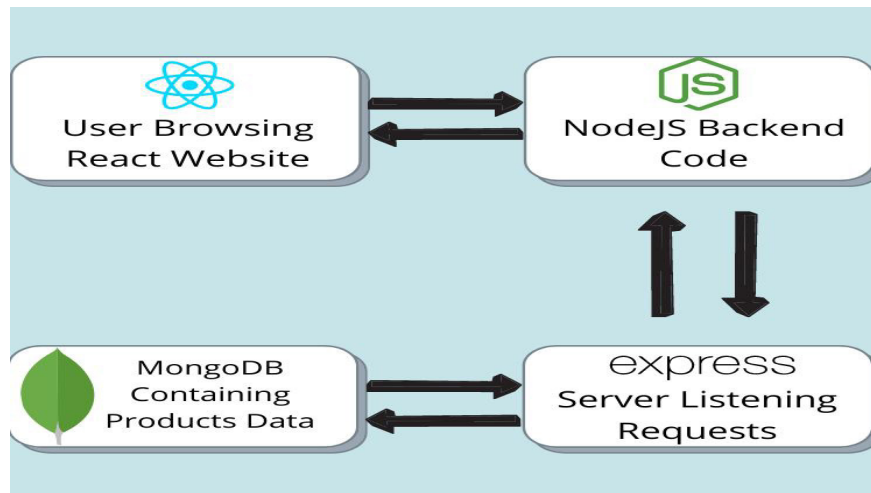 User Browsing
React Website
JS
NodeJS Backend
Code
MongoDB
Containing
Products Data
express
Server Listening
Requests